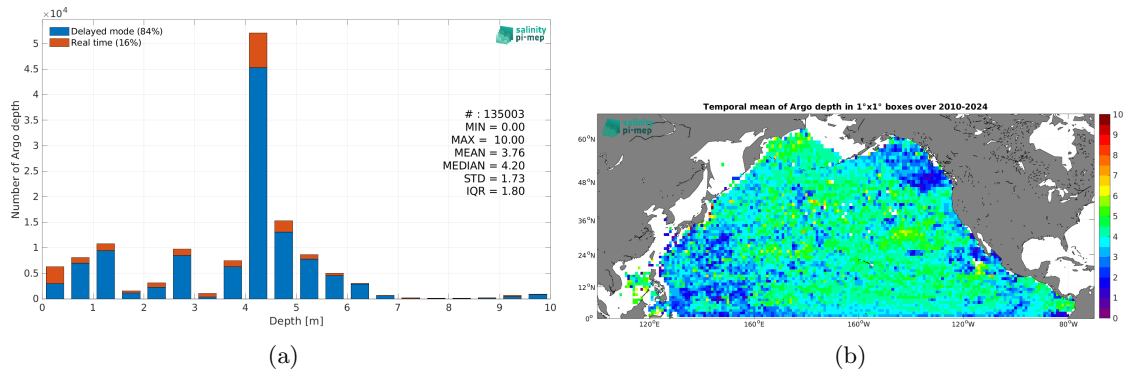 ×10⁴
Delayed mode (84%)
Real time (16%)
salinity
pi-mep
# : 135003
MIN = 0.00
MAX = 10.00
MEAN = 3.76
MEDIAN = 4.20
STD = 1.73
IQR = 1.80
Number of Argo depth
5
4.5
4
3.5
3
2.5
2
1.5
1
0.5
0
0 1 2 3 4 5 6 7 8 9 10
Depth [m]
(a)
Temporal mean of Argo depth in 1°x1° boxes over 2010-2024
salinity
pi-mep
60°N
48°N
36°N
24°N
12°N
0°
120°E 160°E 160°W 120°W 80°W
10
9
8
7
6
5
4
3
2
1
0
(b)